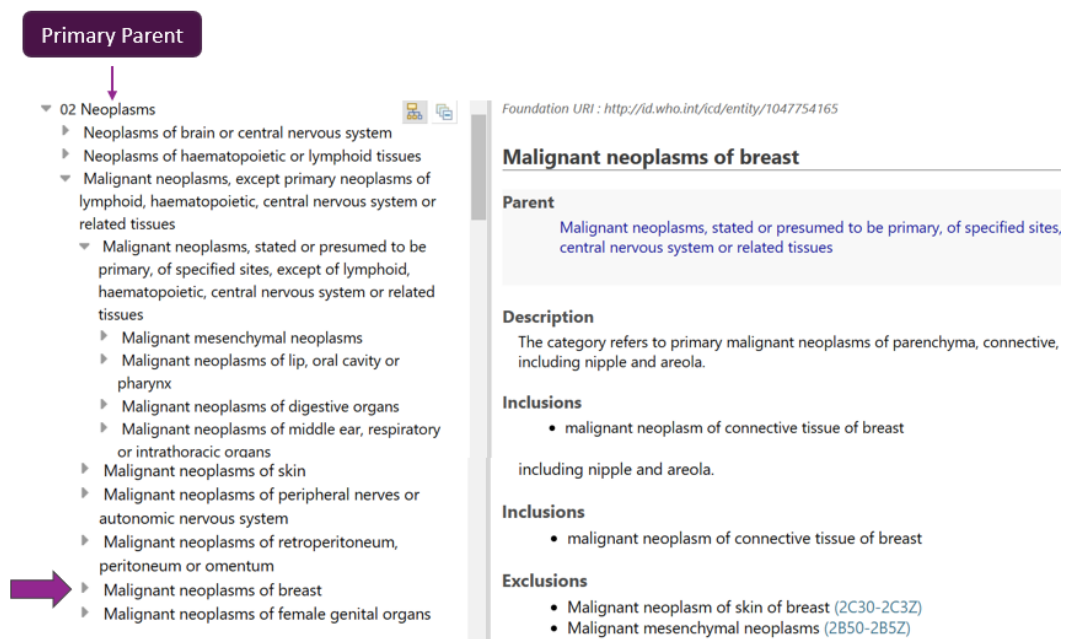 Primary Parent
02 Neoplasms
Neoplasms of brain or central nervous system
Neoplasms of haematopoietic or lymphoid tissues
Malignant neoplasms, except primary neoplasms of
lymphoid, haematopoietic, central nervous system or
related tissues
Malignant neoplasms, stated or presumed to be
primary, of specified sites, except of lymphoid,
haematopoietic, central nervous system or related
tissues
Malignant mesenchymal neoplasms
Malignant neoplasms of lip, oral cavity or
pharynx
Malignant neoplasms of digestive organs
Malignant neoplasms of middle ear, respiratory
or intrathoracic organs
Malignant neoplasms of skin
Malignant neoplasms of peripheral nerves or
autonomic nervous system
Malignant neoplasms of retroperitoneum,
peritoneum or omentum
Malignant neoplasms of breast
Malignant neoplasms of female genital organs
Foundation URI : http://id.who.int/icd/entity/1047754165
Malignant neoplasms of breast
Parent
Malignant neoplasms, stated or presumed to be primary, of specified sites,
central nervous system or related tissues
Description
The category refers to primary malignant neoplasms of parenchyma, connective,
including nipple and areola.
Inclusions
• malignant neoplasm of connective tissue of breast
including nipple and areola.
Inclusions
• malignant neoplasm of connective tissue of breast
Exclusions
• Malignant neoplasm of skin of breast (2C30-2C3Z)
• Malignant mesenchymal neoplasms (2B50-2B5Z)